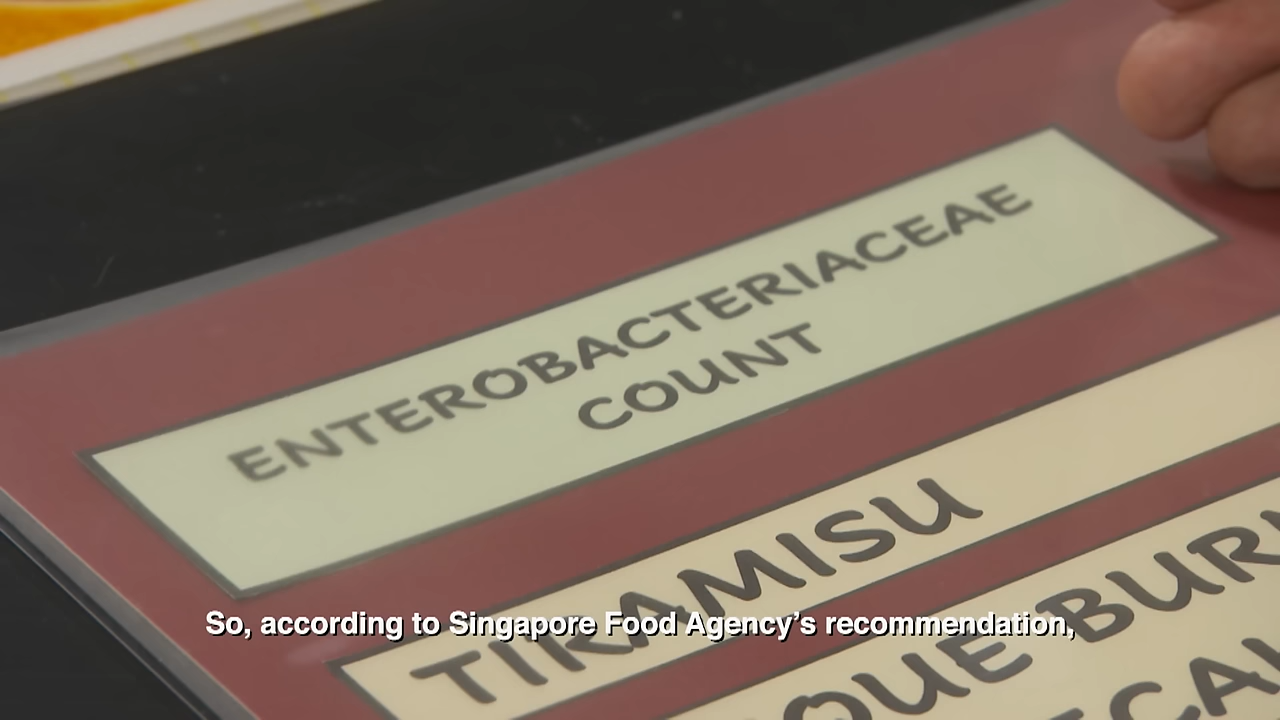 ENTEROBACTERIACEAE
COUNT
TIRAMISU
So, according to Singapore Food Agency's recommendation,